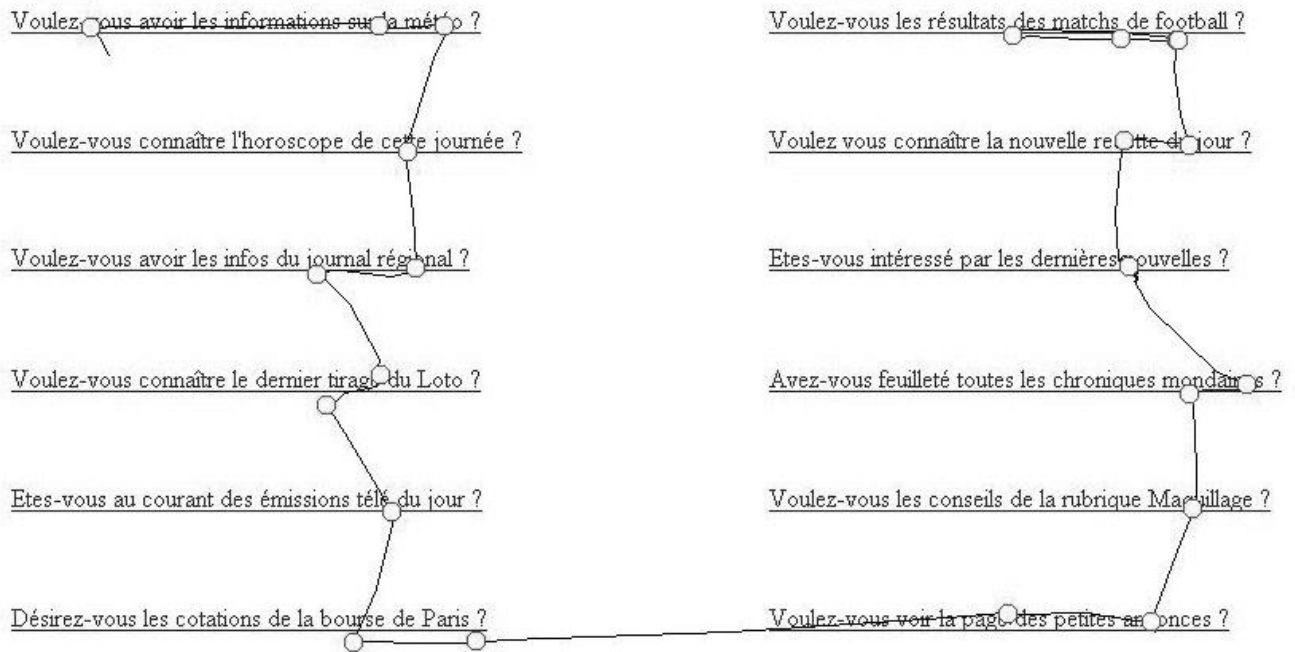 Voulez-vous avoir les informations sur la météo ?
Voulez-vous connaître l'horoscope de cette journée ?
Voulez-vous avoir les infos du journal régional ?
Voulez-vous connaître le dernier tirage du Loto ?
Etes-vous au courant des émissions télé du jour ?
Désirez-vous les cotations de la bourse de Paris ?
Voulez-vous les résultats des matchs de football ?
Voulez vous connaître la nouvelle recette du jour ?
Etes-vous intéressé par les dernières nouvelles ?
Avez-vous feuilleté toutes les chroniques mondaines ?
Voulez-vous les conseils de la rubrique Maquillage ?
Voulez-vous voir la page des petites annonces ?